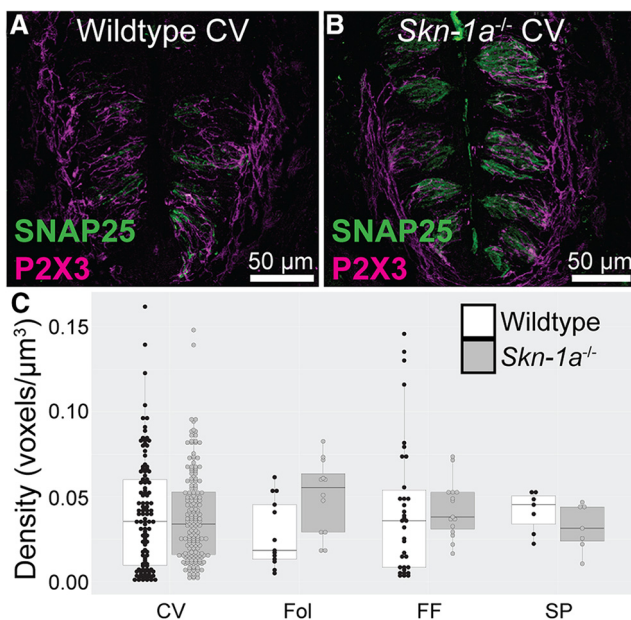 A Wildtype CV
SNAP25
P2X3
50 µm
B Skn-1a-/- CV
SNAP25
P2X3
50 µm
C
Density (voxels/µm³)
0.15
0.10
0.05
0.00
Wildtype
Skn-1a-/-
CV Fol FF SP